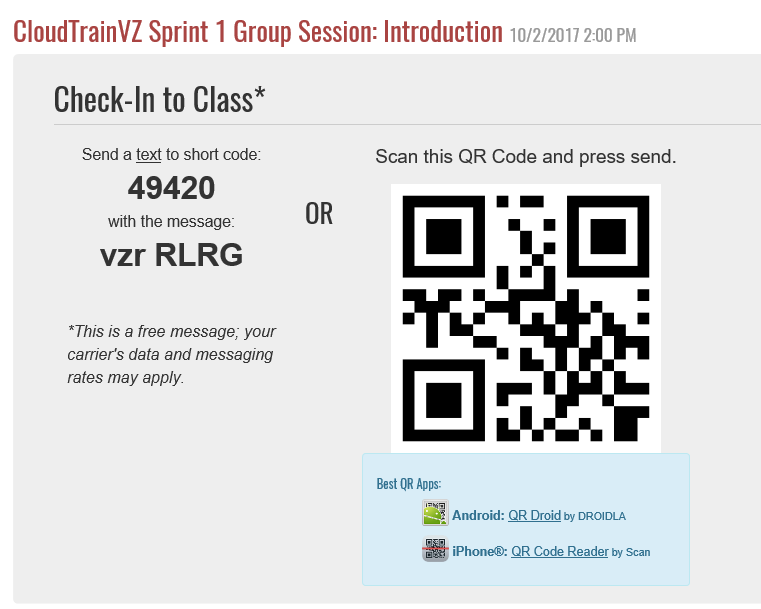 CloudTrainVZ Sprint 1 Group Session: Introduction 10/2/2017 2:00 PM
Check-In to Class*
Send a text to short code:
49420
with the message:
vzr RLRG
*This is a free message; your
carrier's data and messaging
rates may apply.
OR
Scan this QR Code and press send.
Best QR Apps:
Android: QR Droid by DROIDLA
iPhone®: QR Code Reader by Scan